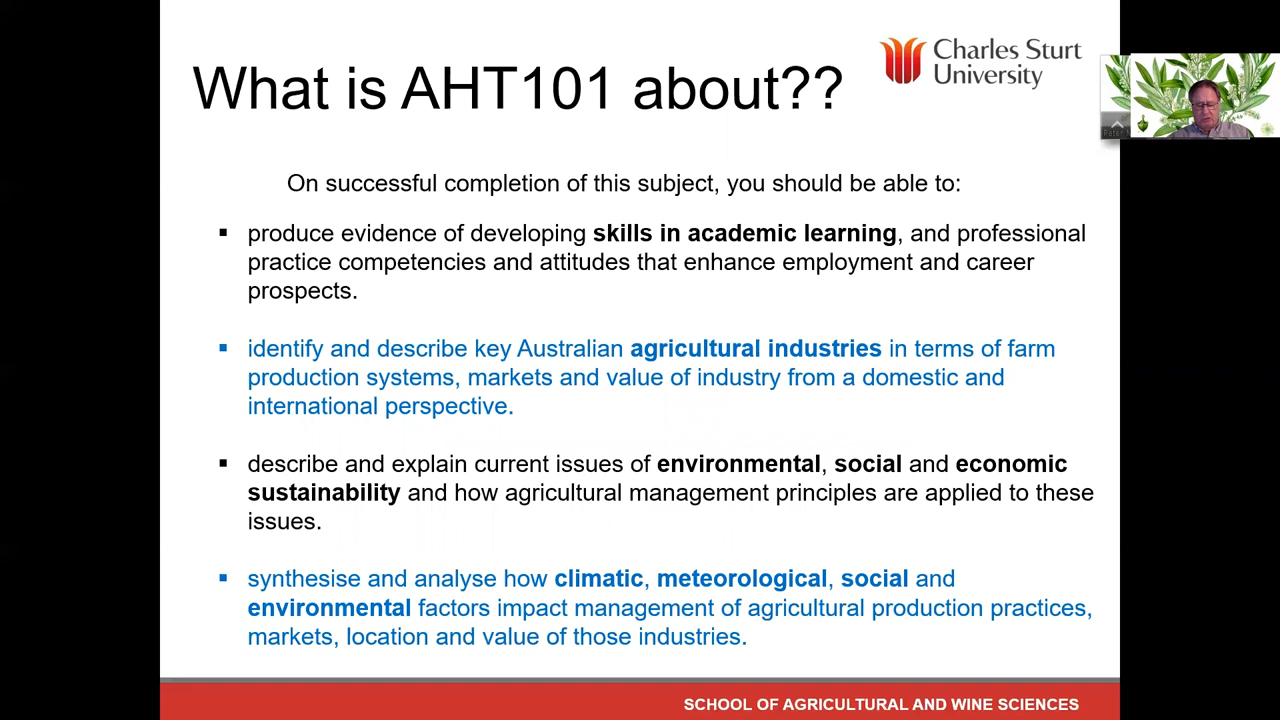 What is AHT101 about??
Charles Sturt
University
On successful completion of this subject, you should be able to:
▪ produce evidence of developing skills in academic learning, and professional
practice competencies and attitudes that enhance employment and career
prospects.
▪ identify and describe key Australian agricultural industries in terms of farm
production systems, markets and value of industry from a domestic and
international perspective.
▪ describe and explain current issues of environmental, social and economic
sustainability and how agricultural management principles are applied to these
issues.
▪ synthesise and analyse how climatic, meteorological, social and
environmental factors impact management of agricultural production practices,
markets, location and value of those industries.
SCHOOL OF AGRICULTURAL AND WINE SCIENCES